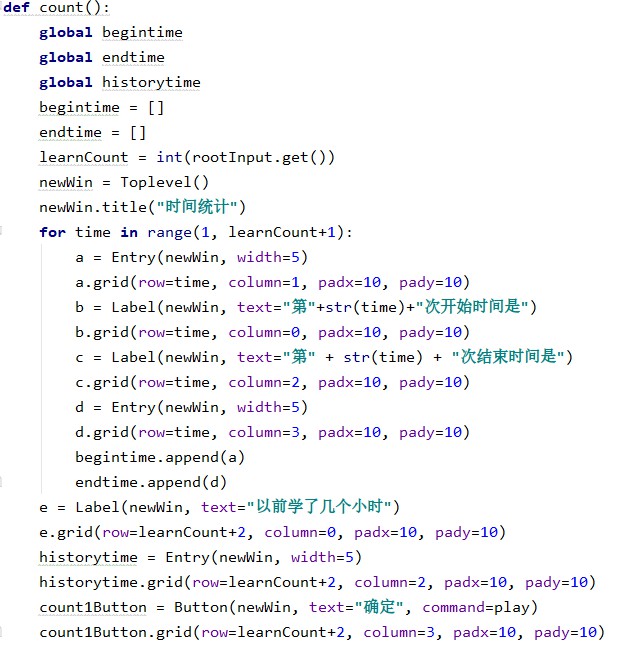 def count():
    global begintime
    global endtime
    global historytime
    begintime = []
    endtime = []
    learnCount = int(rootInput.get())
    newWin = Toplevel()
    newWin.title("时间统计")
    for time in range(1, learnCount+1):
        a = Entry(newWin, width=5)
        a.grid(row=time, column=1, padx=10, pady=10)
        b = Label(newWin, text="第"+str(time)+"次开始时间是")
        b.grid(row=time, column=0, padx=10, pady=10)
        c = Label(newWin, text="第" + str(time) + "次结束时间是")
        c.grid(row=time, column=2, padx=10, pady=10)
        d = Entry(newWin, width=5)
        d.grid(row=time, column=3, padx=10, pady=10)
        begintime.append(a)
        endtime.append(d)
    e = Label(newWin, text="以前学了几个小时")
    e.grid(row=learnCount+2, column=0, padx=10, pady=10)
    historytime = Entry(newWin, width=5)
    historytime.grid(row=learnCount+2, column=2, padx=10, pady=10)
    count1Button = Button(newWin, text="确定", command=play)
    count1Button.grid(row=learnCount+2, column=3, padx=10, pady=10)